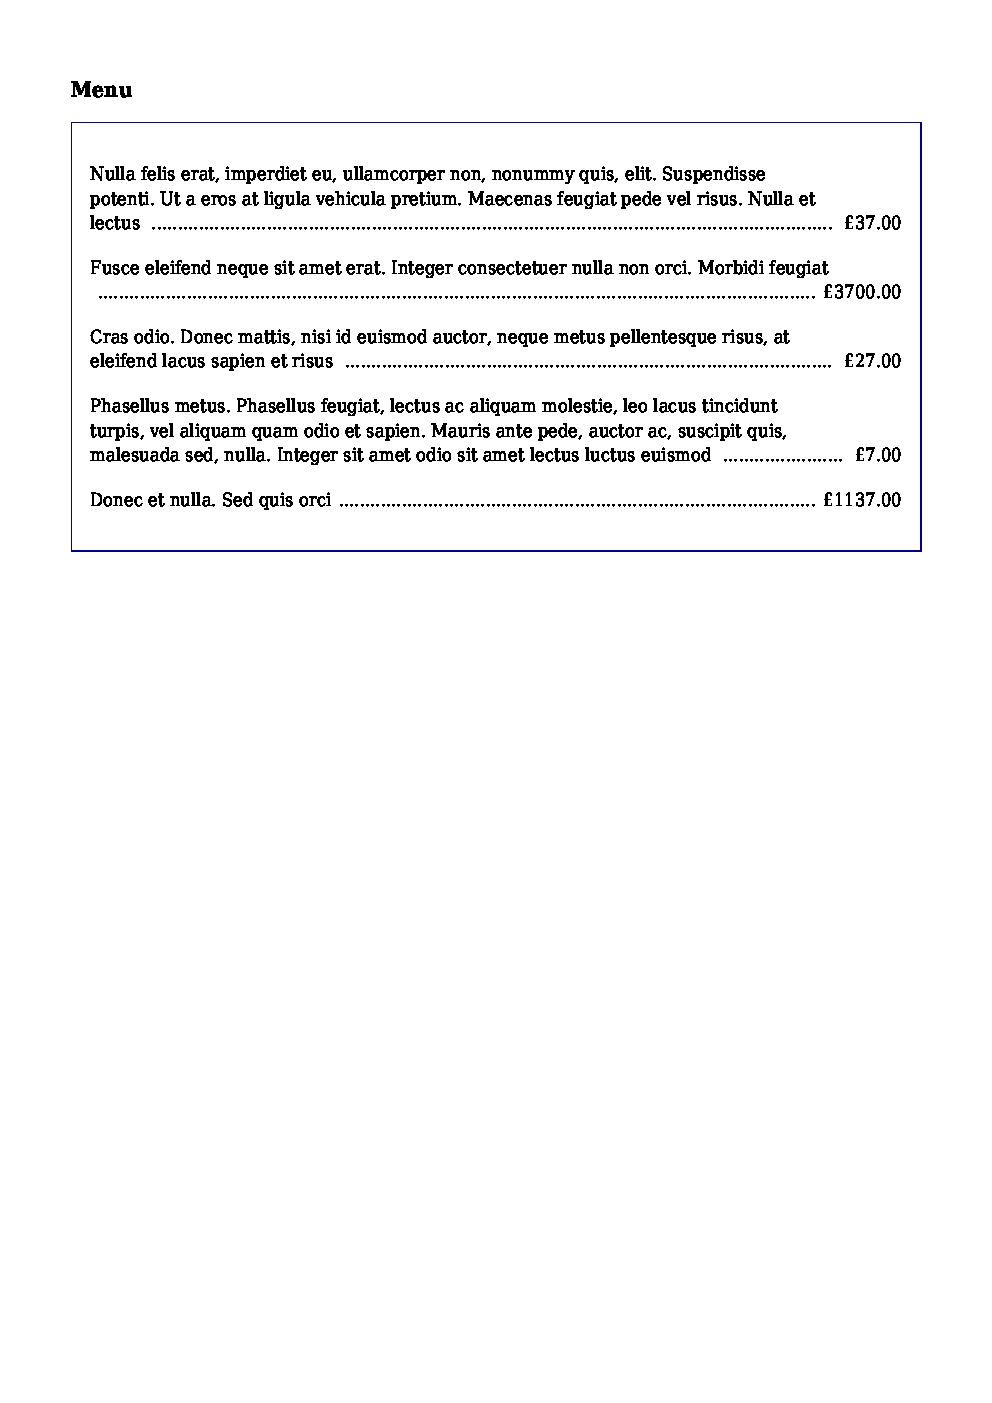 Menu
Nulla felis erat, imperdiet eu, ullamcorper non, nonummy quis, elit. Suspendisse
potenti. Ut a eros at ligula vehicula pretium. Maecenas feugiat pede vel risus. Nulla et
lectus .................................................................................................................................. £37.00
Fusce eleifend neque sit amet erat. Integer consectetuer nulla non orci. Morbidi feugiat
......................................................................................................................................... £3700.00
Cras odio. Donec mattis, nisi id euismod auctor, neque metus pellentesque risus, at
eleifend lacus sapien et risus ............................................................................................. £27.00
Phasellus metus. Phasellus feugiat, lectus ac aliquam molestie, leo lacus tincidunt
turpis, vel aliquam quam odio et sapien. Mauris ante pede, auctor ac, suscipit quis,
malesuada sed, nulla. Integer sit amet odio sit amet lectus luctus euismod ....................... £7.00
Donec et nulla. Sed quis orci ........................................................................................... £1137.00